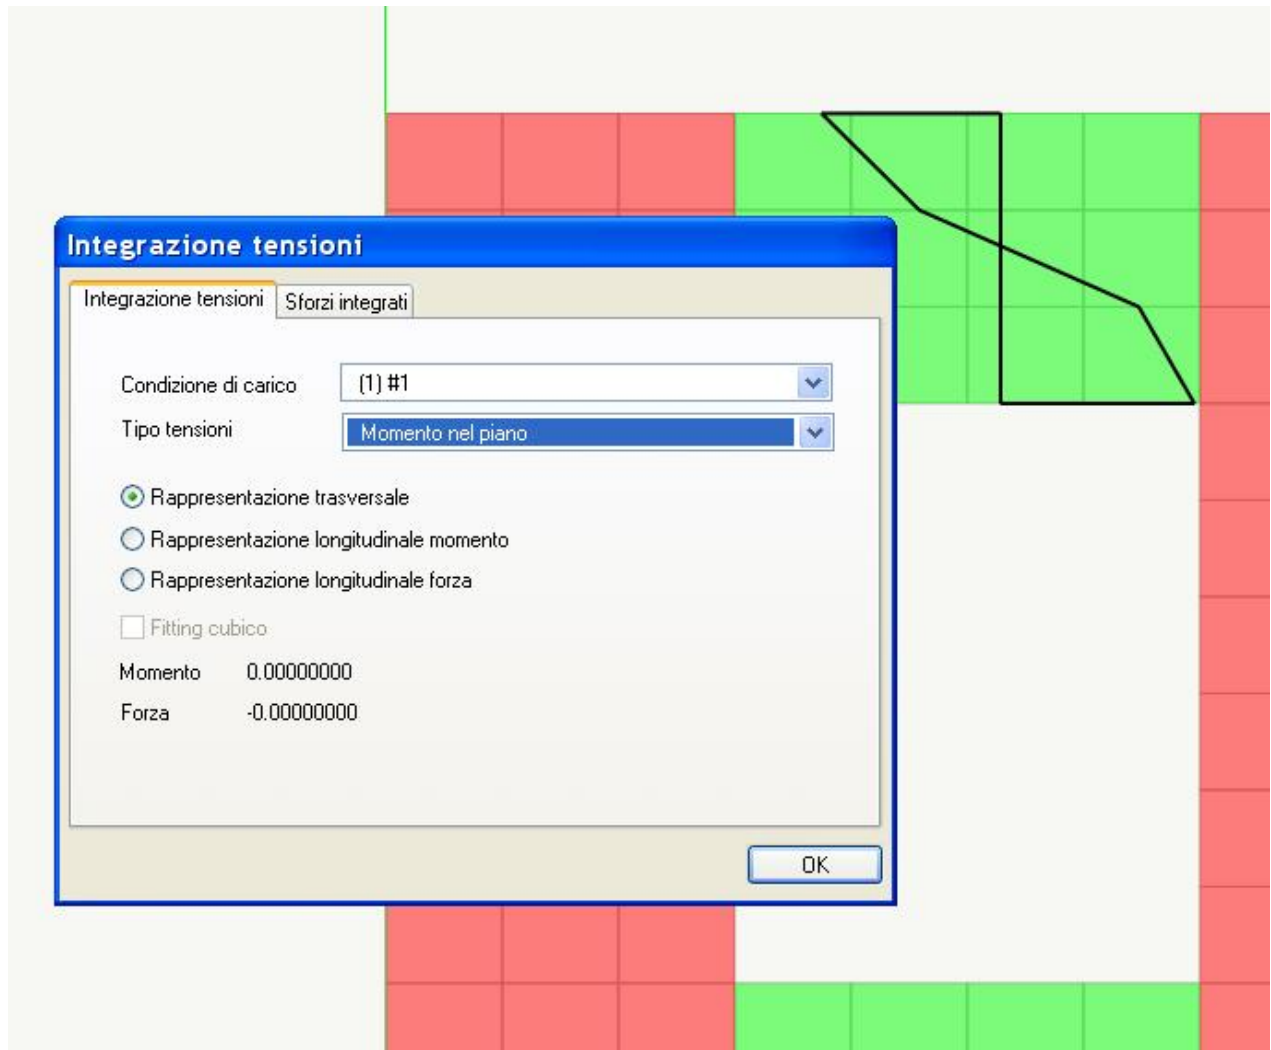 Integrazione tensioni
Integrazione tensioni Sforzi integrati
Condizione di carico (1) #1
Tipo tensioni Momento nel piano
Rappresentazione trasversale
Rappresentazione longitudinale momento
Rappresentazione longitudinale forza
Fitting cubico
Momento 0.00000000
Forza -0.00000000
OK